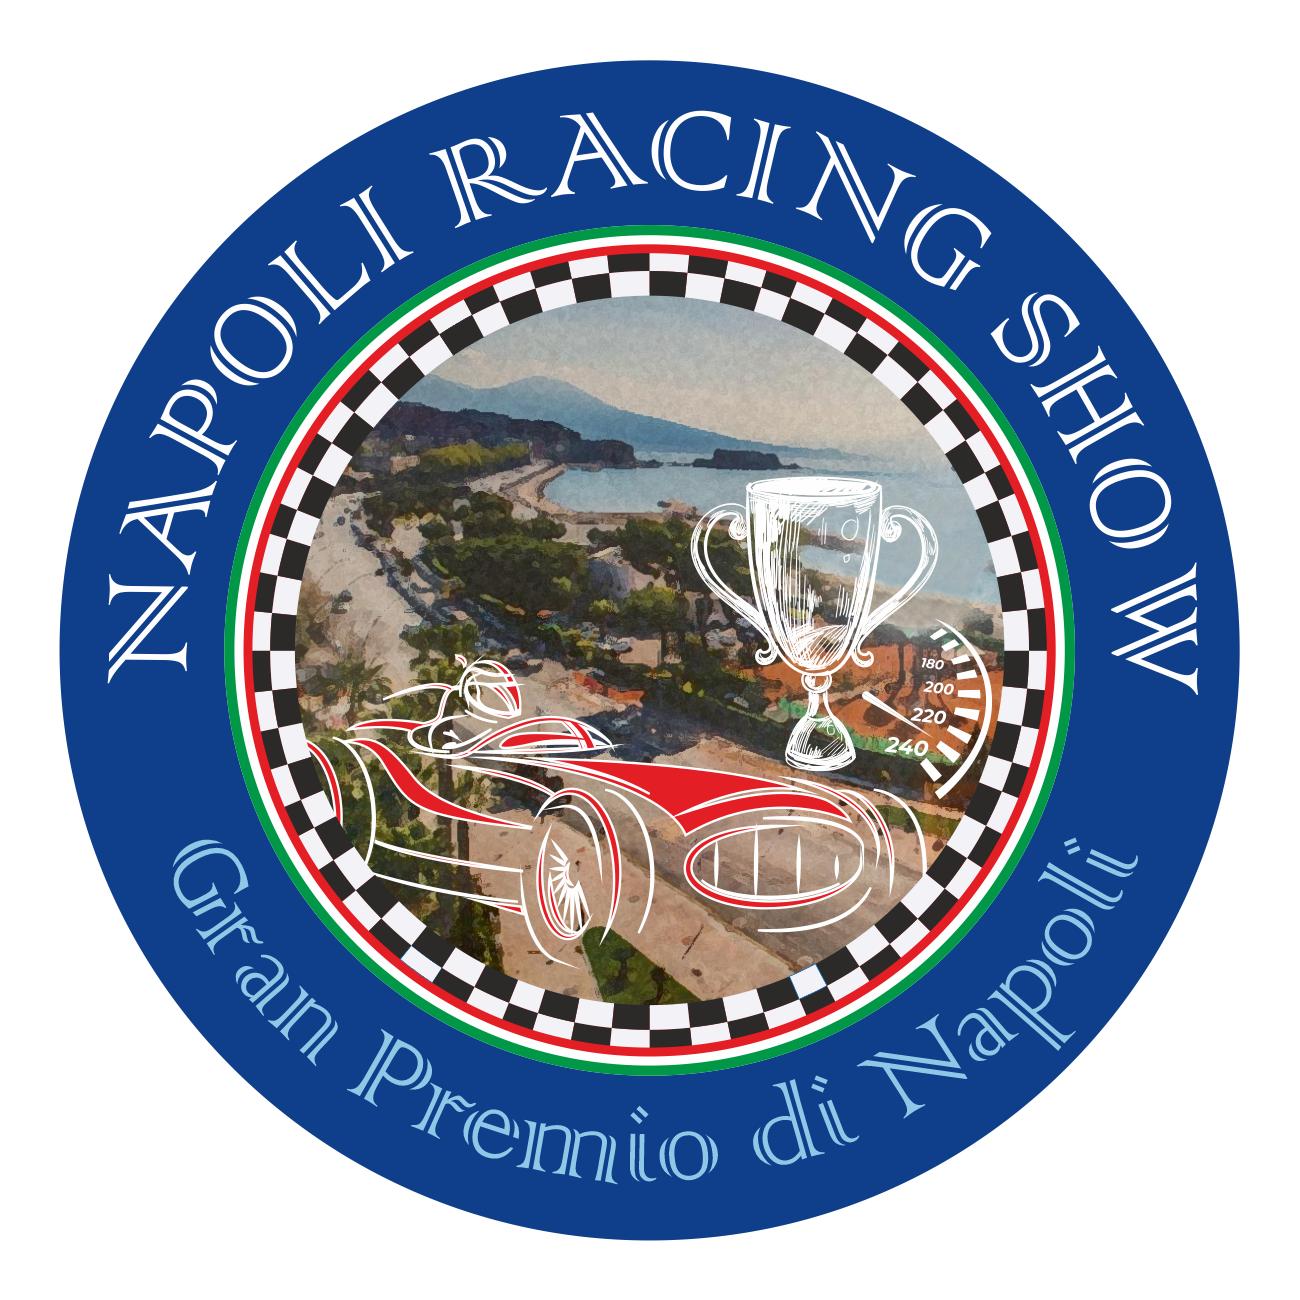 NAPOLI RACING SHOW
180
200
220
240
Gran Premio di Napoli